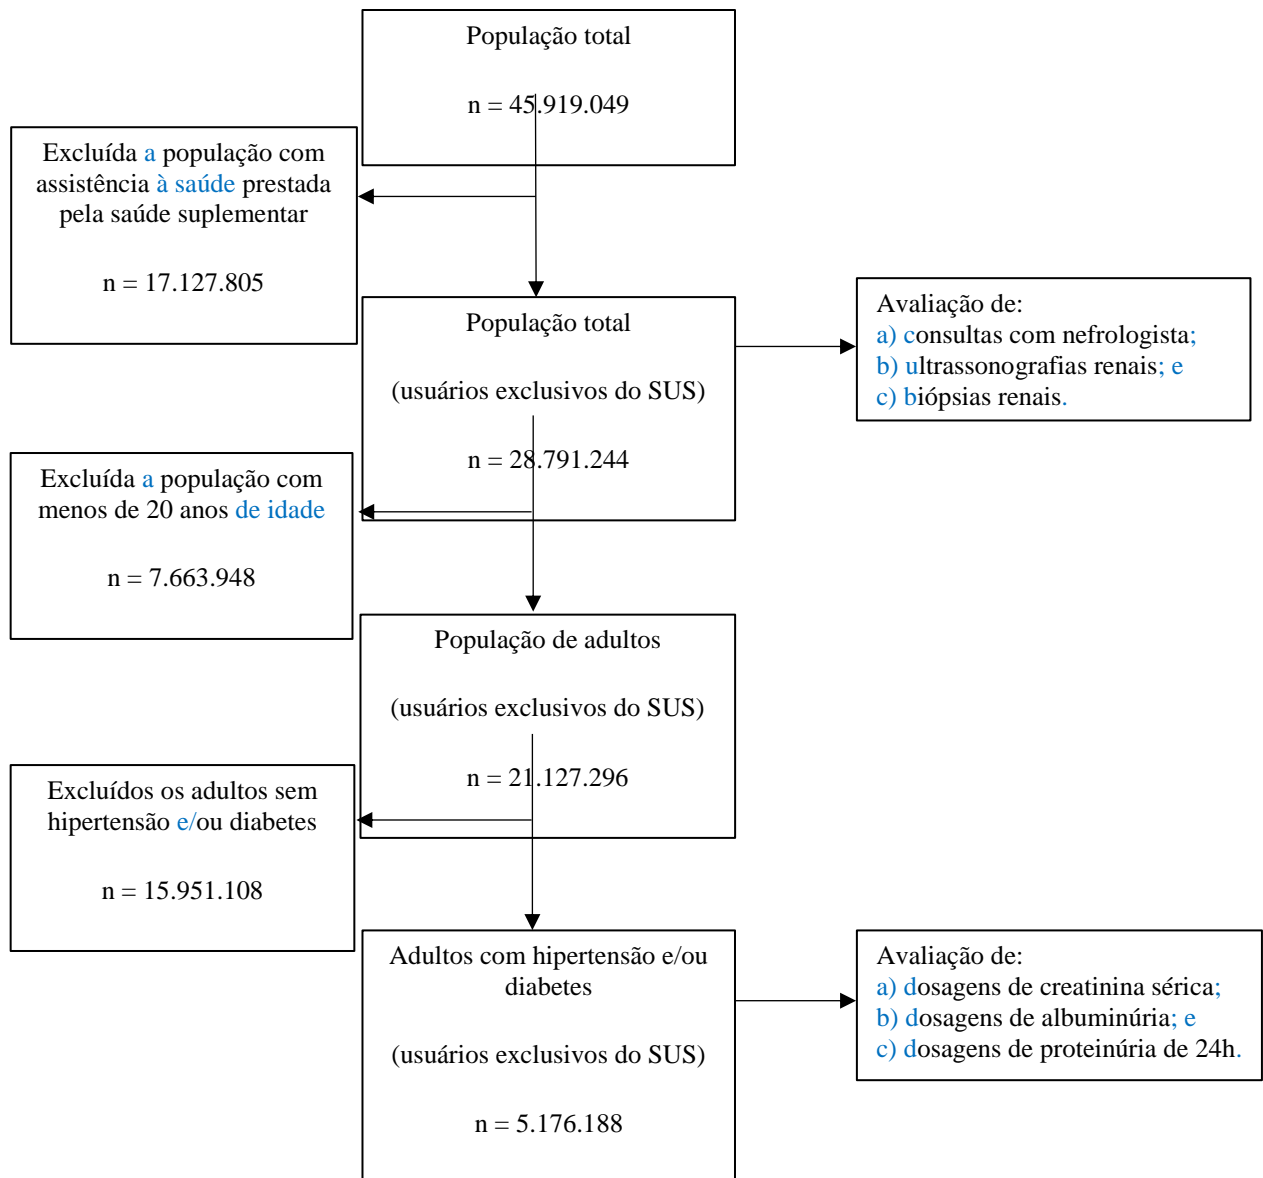 População total
n = 45.919.049
Excluída a população com
assistência à saúde prestada
pela saúde suplementar
n = 17.127.805
População total
(usuários exclusivos do SUS)
n = 28.791.244
Avaliação de:
a) consultas com nefrologista;
b) ultrassonografias renais; e
c) biópsias renais.
Excluída a população com
menos de 20 anos de idade
n = 7.663.948
População de adultos
(usuários exclusivos do SUS)
n = 21.127.296
Excluídos os adultos sem
hipertensão e/ou diabetes
n = 15.951.108
Adultos com hipertensão e/ou
diabetes
(usuários exclusivos do SUS)
n = 5.176.188
Avaliação de:
a) dosagens de creatinina sérica;
b) dosagens de albuminúria; e
c) dosagens de proteinúria de 24h.